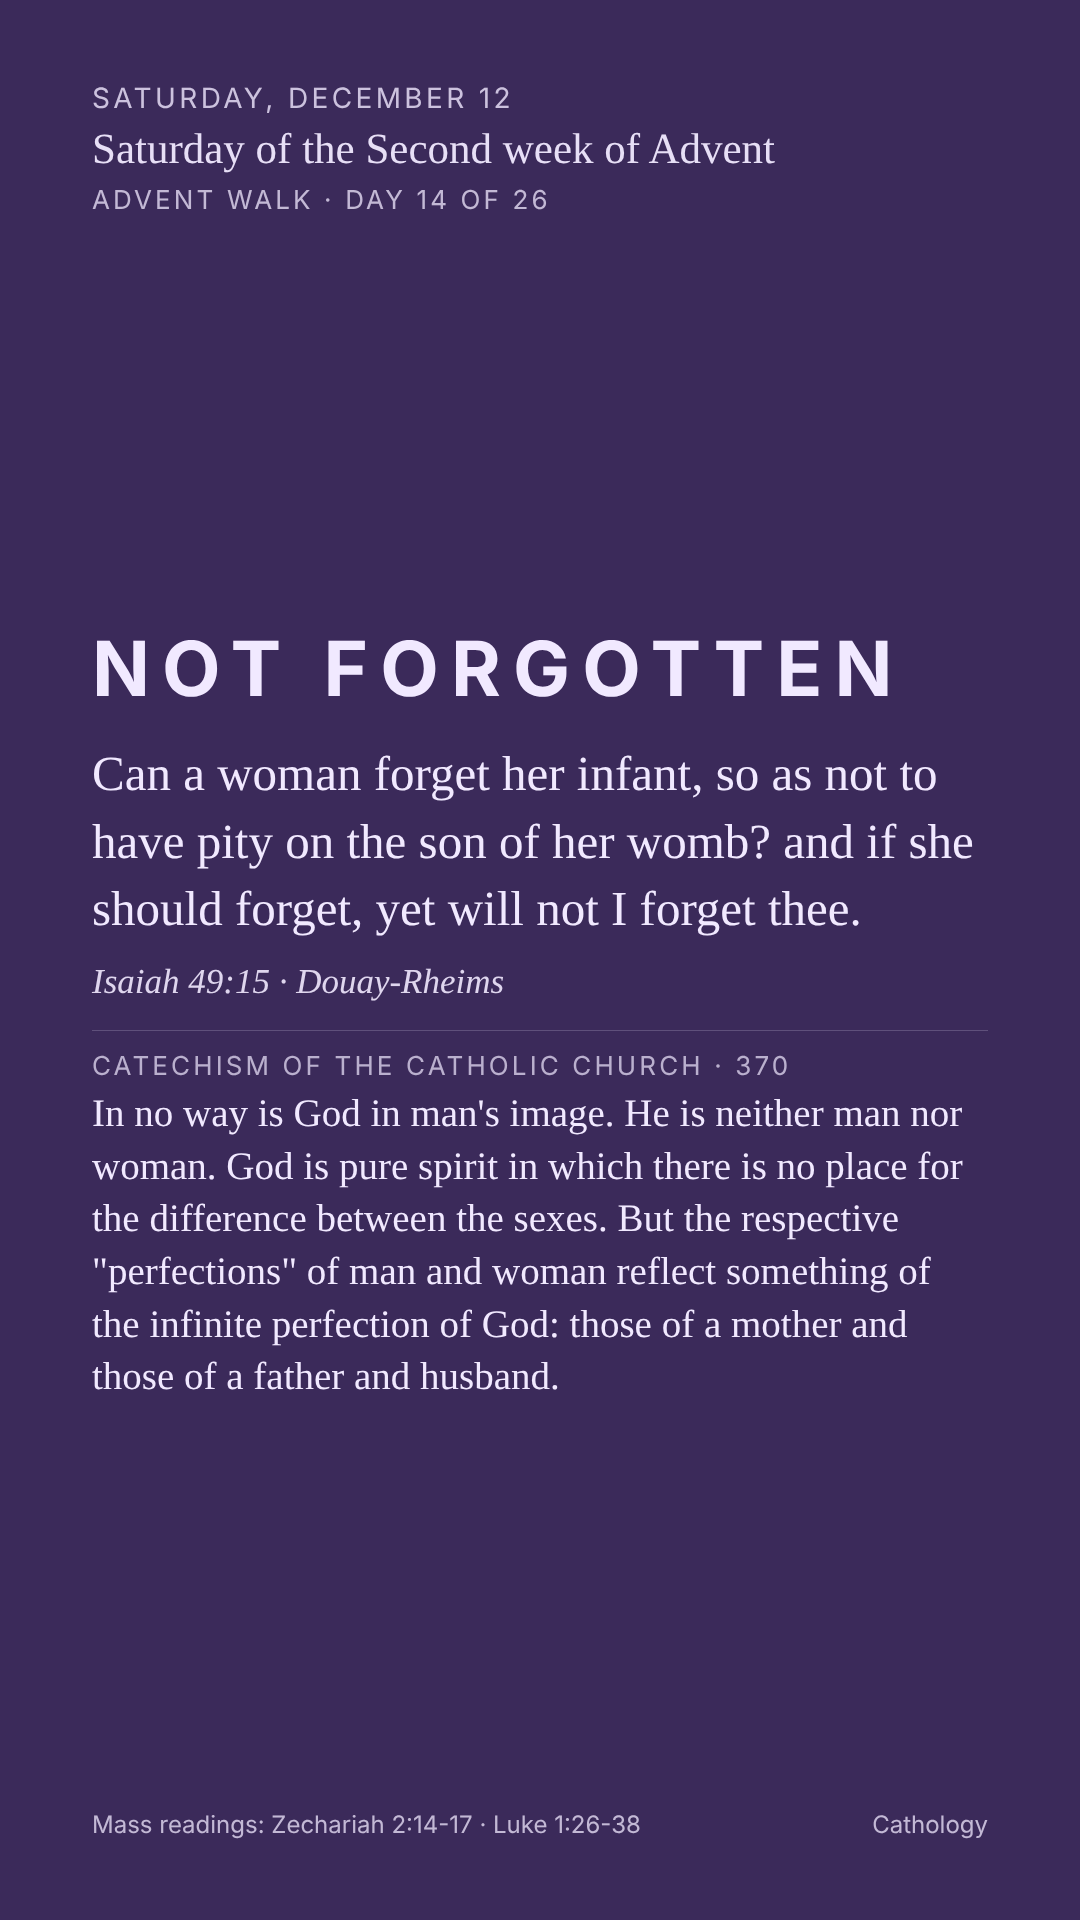 SATURDAY, DECEMBER 12
Saturday of the Second week of Advent
ADVENT WALK · DAY 14 OF 26
NOT FORGOTTEN
Can a woman forget her infant, so as not to
have pity on the son of her womb? and if she
should forget, yet will not I forget thee.
Isaiah 49:15 · Douay-Rheims
CATECHISM OF THE CATHOLIC CHURCH · 370
In no way is God in man's image. He is neither man nor
woman. God is pure spirit in which there is no place for
the difference between the sexes. But the respective
"perfections" of man and woman reflect something of
the infinite perfection of God: those of a mother and
those of a father and husband.
Mass readings: Zechariah 2:14-17 · Luke 1:26-38
Cathology